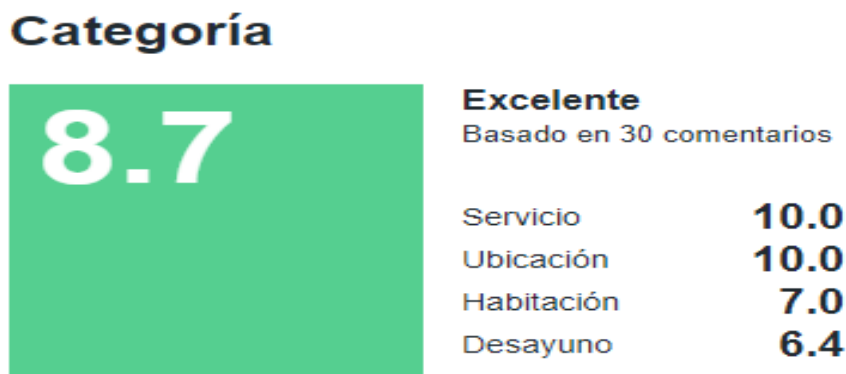 Categoría
8.7
Excelente
Basado en 30 comentarios
Servicio 10.0
Ubicación 10.0
Habitación 7.0
Desayuno 6.4